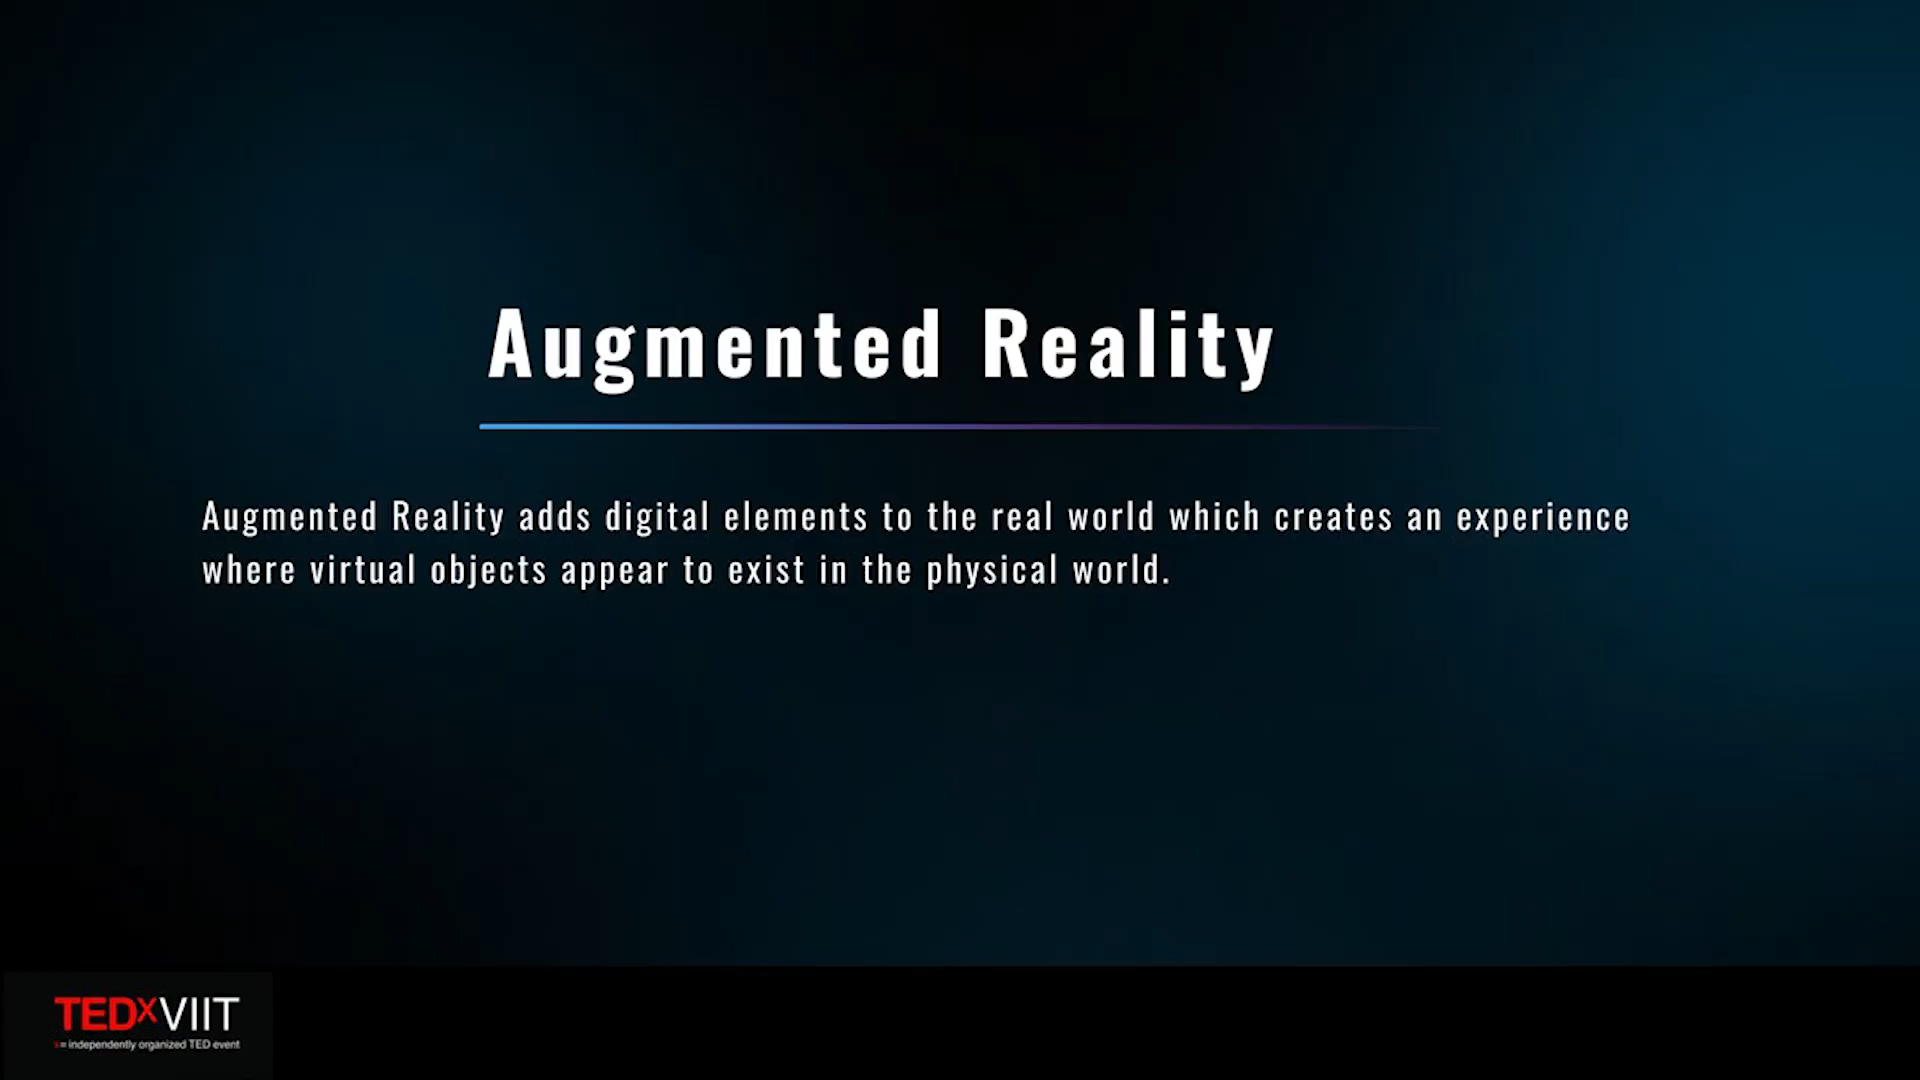 Augmented Reality
Augmented Reality adds digital elements to the real world which creates an experience
where virtual objects appear to exist in the physical world.
TEDxVIIT
x = independently organized TED event